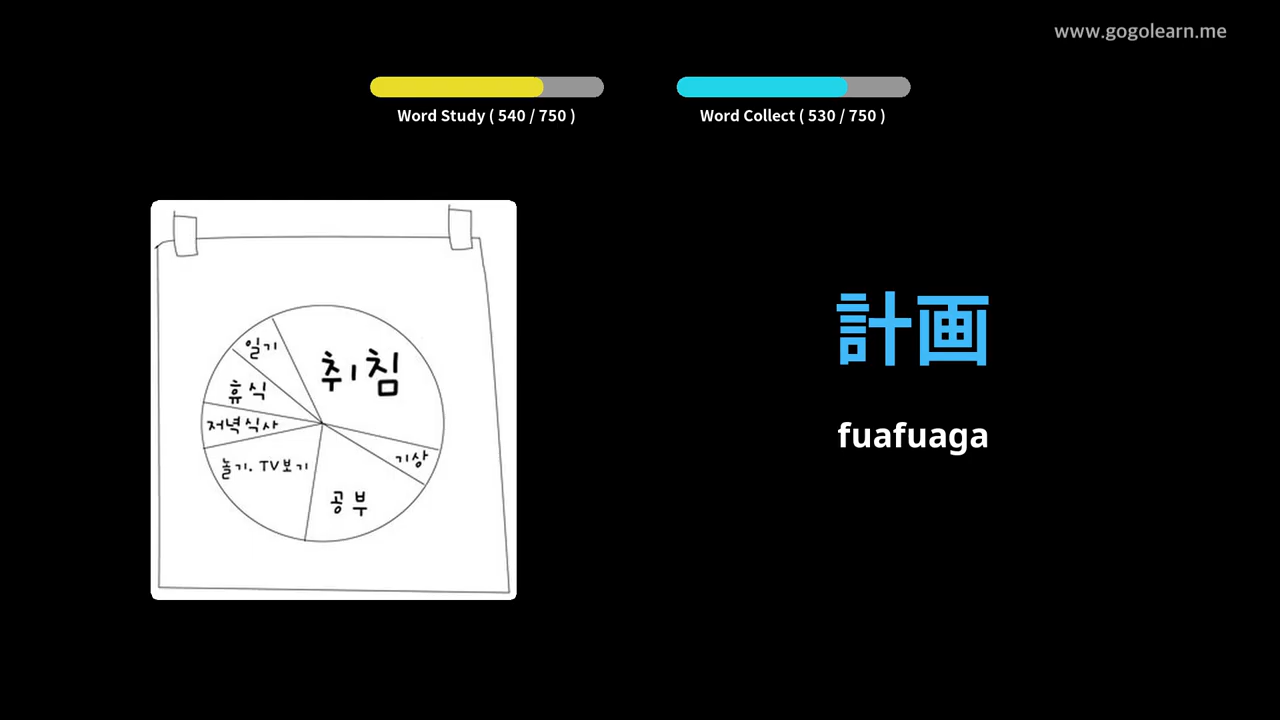 www.gogolearn.me
Word Study ( 540 / 750 )
Word Collect ( 530 / 750 )
일기
취침
휴식
저녁식사
놀기. TV보기
기상
공부
計画
fuafuaga